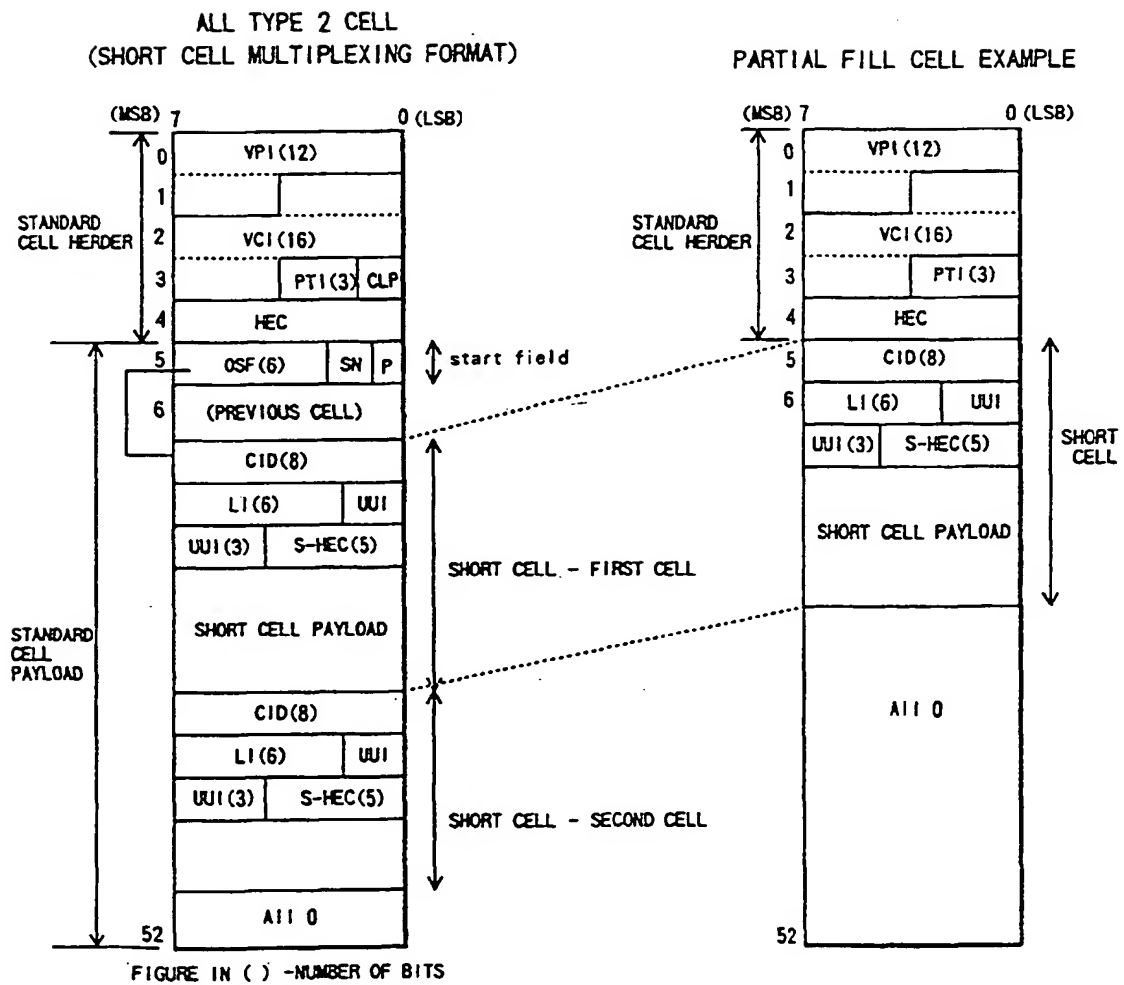 ALL TYPE 2 CELL
(SHORT CELL MULTIPLEXING FORMAT)
(MSB) 7
0 (LSB)
0
VPI(12)
1
STANDARD
CELL HERDER
2
VCI(16)
3
PTI(3)
CLP
4
HEC
5
OSF(6)
SN
P
start field
6
(PREVIOUS CELL)
CID(8)
LI(6)
UUI
UUI(3)
S-HEC(5)
SHORT CELL - FIRST CELL
SHORT CELL PAYLOAD
STANDARD
CELL
PAYLOAD
CID(8)
LI(6)
UUI
UUI(3)
S-HEC(5)
SHORT CELL - SECOND CELL
All 0
52
FIGURE IN ( ) -NUMBER OF BITS
PARTIAL FILL CELL EXAMPLE
(MSB) 7
0 (LSB)
0
VPI(12)
1
STANDARD
CELL HERDER
2
VCI(16)
3
PTI(3)
4
HEC
5
CID(8)
6
LI(6)
UUI
UUI(3)
S-HEC(5)
SHORT
CELL
SHORT CELL PAYLOAD
All 0
52